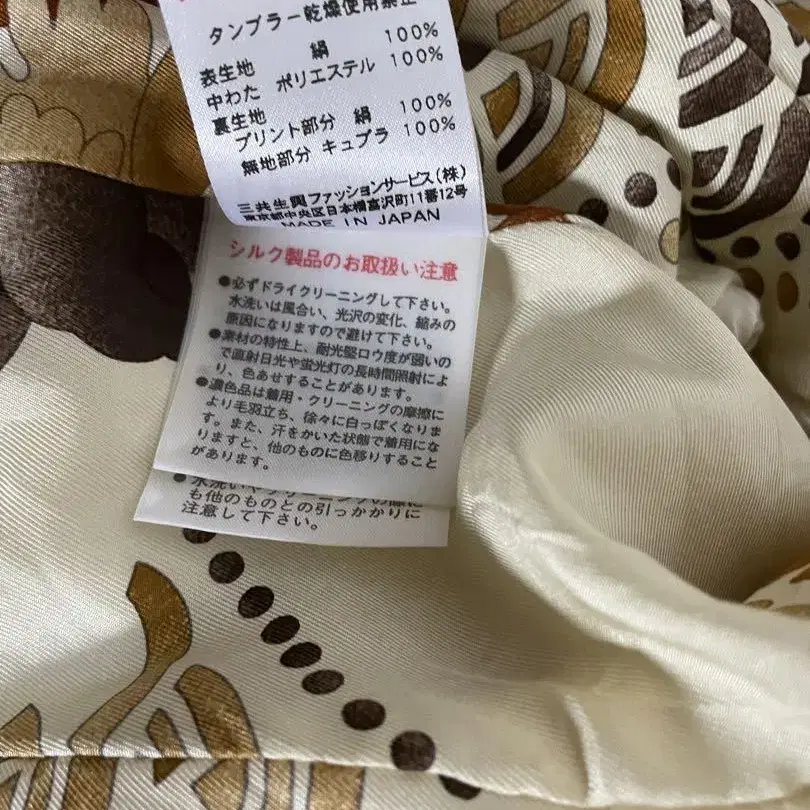 タンブラー乾燥使用禁止
表生地 絹 100%
中わた ポリエステル 100%
裏生地
プリント部分 絹 100%
無地部分 キュプラ 100%
三共生興ファッションサービス(株)
東京都中央区日本橋富沢町11番12号
MADE IN JAPAN
シルク製品のお取扱い注意
●必ずドライクリーニングして下さい。
水洗いは風合い、光沢の変化、縮みの
原因になりますので避けて下さい。
●素材の特性上、耐光堅ロウ度が弱いの
で直射日光や蛍光灯の長時間照射によ
り、色あせすることがあります。
●濃色品は着用・クリーニングの摩擦に
より毛羽立ち、徐々に白っぽくなりま
す。また、汗をかいた状態で着用にな
りますと、他のものに色移りすること
があります。
も他のものとの引っかかりに
注意して下さい。